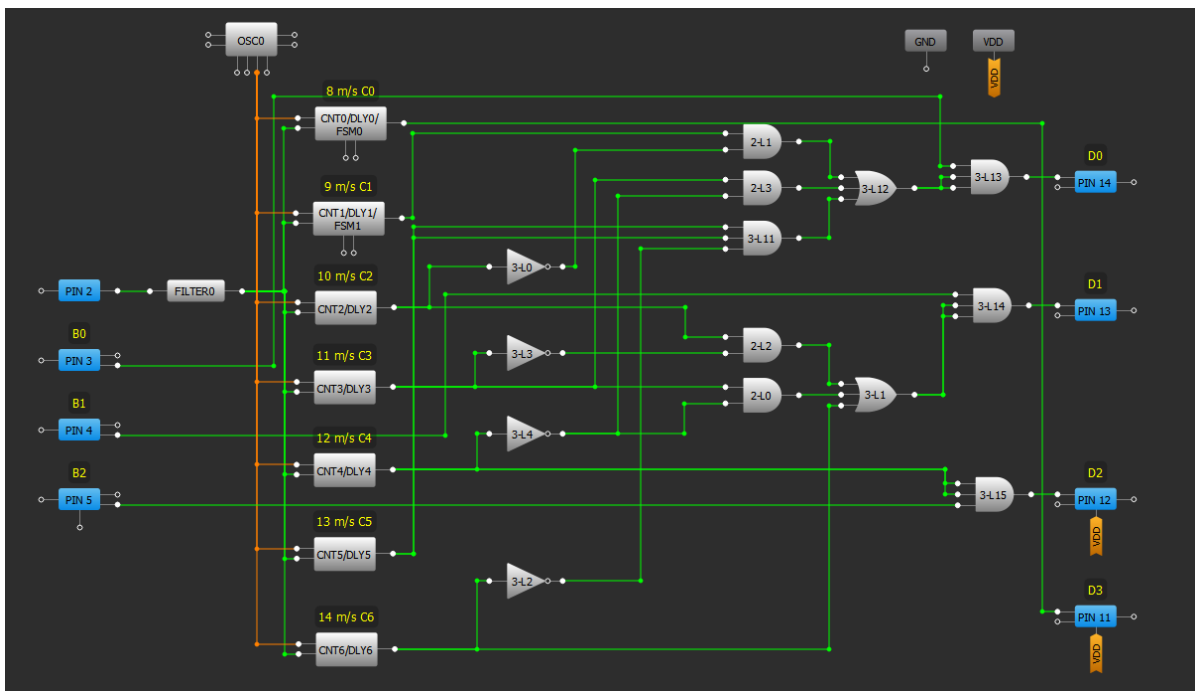 OSC0
GND
VDD
VDD
8 m/s C0
CNT0/DLY0/
FSM0
2-L1
D0
3-L13
PIN 14
9 m/s C1
2-L3
3-L12
CNT1/DLY1/
FSM1
3-L11
10 m/s C2
3-L0
D1
PIN 2
FILTER0
CNT2/DLY2
3-L14
PIN 13
B0
PIN 3
11 m/s C3
3-L3
2-L2
CNT3/DLY3
2-L0
3-L1
B1
PIN 4
12 m/s C4
3-L4
B2
PIN 5
CNT4/DLY4
D2
3-L15
PIN 12
VDD
13 m/s C5
CNT5/DLY5
3-L2
D3
14 m/s C6
PIN 11
CNT6/DLY6
VDD